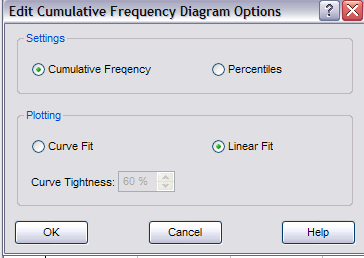 Edit Cumulative Frequency Diagram Options
Settings
Cumulative Freqency
Percentiles
Plotting
Curve Fit
Linear Fit
Curve Tightness: 60 %
OK
Cancel
Help